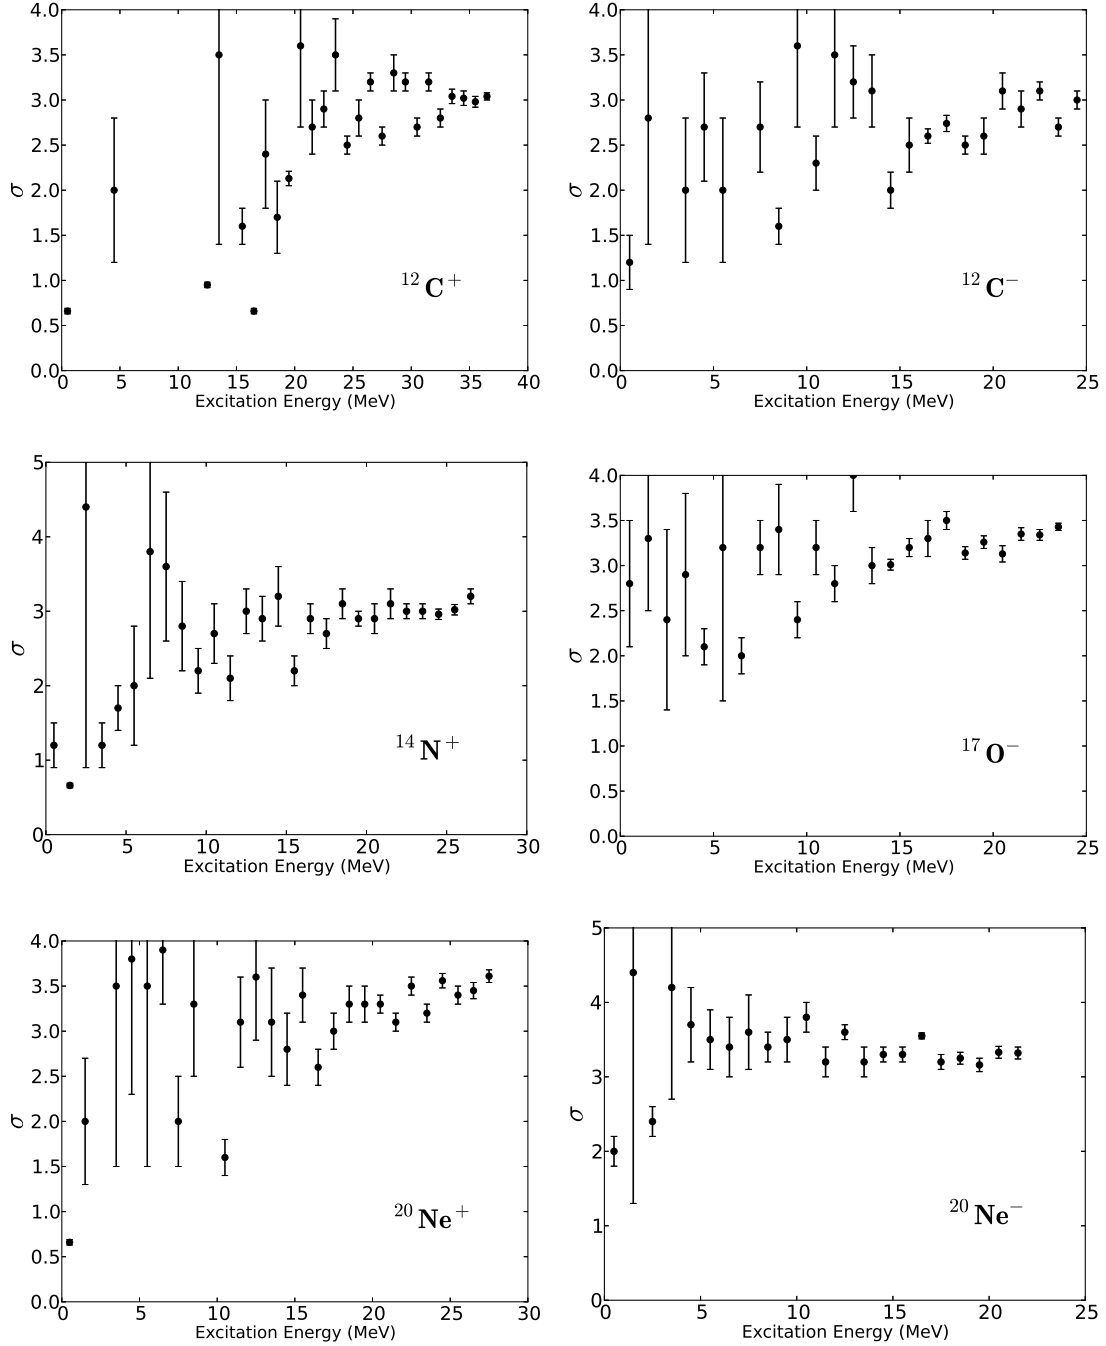 4.0
3.5
3.0
2.5
2.0
1.5
1.0
0.5
0.0
σ
¹²C⁺
0 5 10 15 20 25 30 35 40
Excitation Energy (MeV)
4.0
3.5
3.0
2.5
2.0
1.5
1.0
0.5
0.0
σ
¹²C⁻
0 5 10 15 20 25
Excitation Energy (MeV)
5
4
3
2
1
0
σ
¹⁴N⁺
0 5 10 15 20 25 30
Excitation Energy (MeV)
4.0
3.5
3.0
2.5
2.0
1.5
1.0
0.5
0.0
σ
¹⁷O⁻
0 5 10 15 20 25
Excitation Energy (MeV)
4.0
3.5
3.0
2.5
2.0
1.5
1.0
0.5
0.0
σ
²⁰Ne⁺
0 5 10 15 20 25 30
Excitation Energy (MeV)
5
4
3
2
1
0
σ
²⁰Ne⁻
0 5 10 15 20 25
Excitation Energy (MeV)